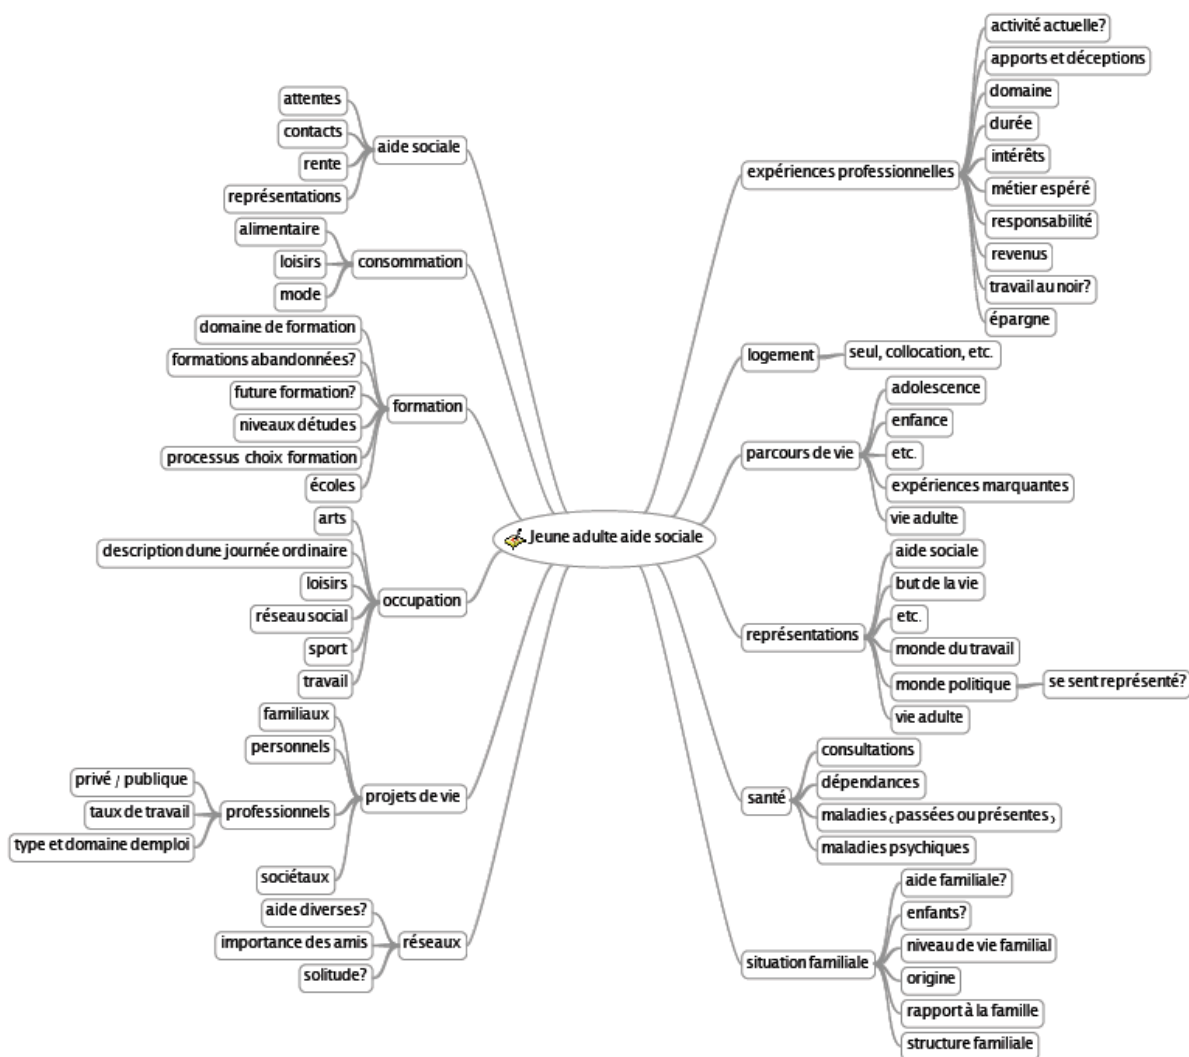 Jeune adulte aide sociale
aide sociale
attentes
contacts
rente
représentations
consommation
alimentaire
loisirs
mode
formation
domaine de formation
formations abandonnées?
future formation?
niveaux détudes
processus choix formation
écoles
occupation
arts
description dune journée ordinaire
loisirs
réseau social
sport
travail
projets de vie
familiaux
personnels
professionnels
privé / publique
taux de travail
type et domaine demploi
sociétaux
réseaux
aide diverses?
importance des amis
solitude?
expériences professionnelles
activité actuelle?
apports et déceptions
domaine
durée
intérêts
métier espéré
responsabilité
revenus
travail au noir?
épargne
logement
seul, collocation, etc.
parcours de vie
adolescence
enfance
etc.
expériences marquantes
vie adulte
représentations
aide sociale
but de la vie
etc.
monde du travail
monde politique
se sent représenté?
vie adulte
santé
consultations
dépendances
maladies (passées ou présentes)
maladies psychiques
situation familiale
aide familiale?
enfants?
niveau de vie familial
origine
rapport à la famille
structure familiale